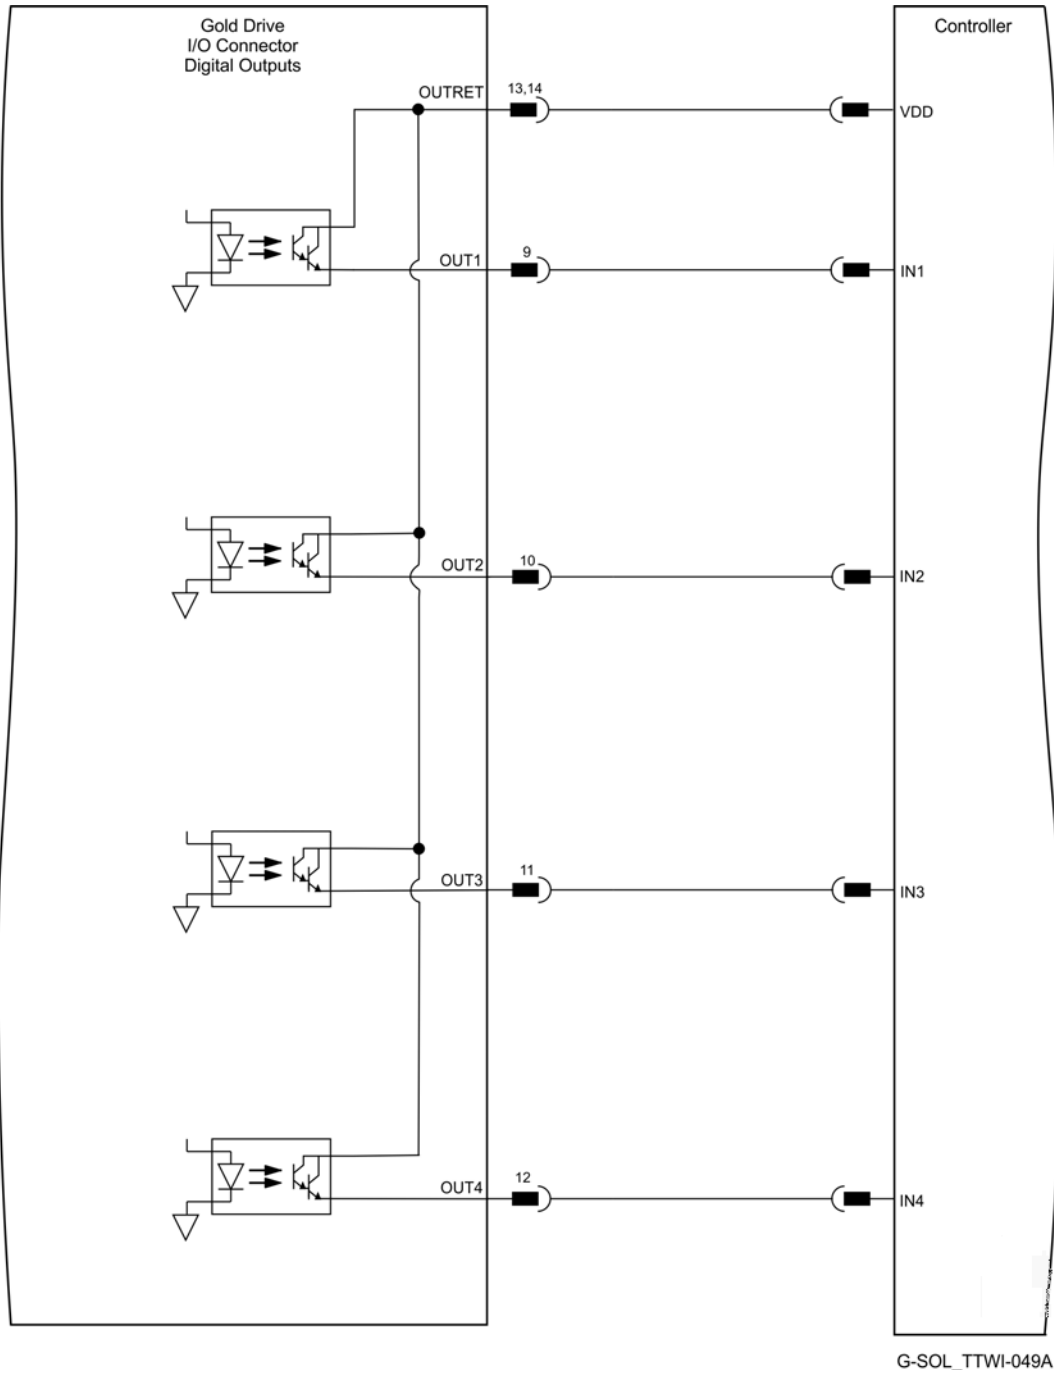 Gold Drive
I/O Connector
Digital Outputs
Controller
OUTRET
13,14
VDD
OUT1
9
IN1
OUT2
10
IN2
OUT3
11
IN3
OUT4
12
IN4
G-SOL_TTWI-049A